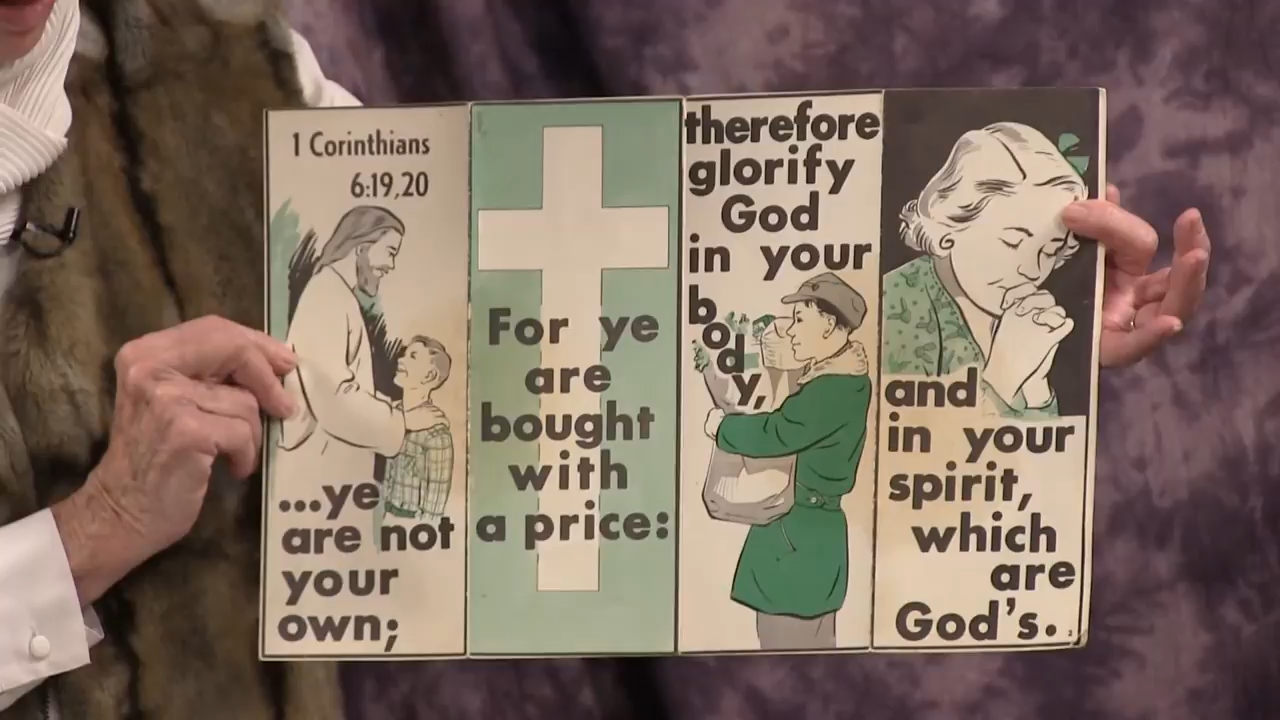 1 Corinthians
6:19,20
...ye
are not
your
own;
For ye
are
bought
with
a price:
therefore
glorify
God
in your
body,
and
in your
spirit,
which
are
God's.